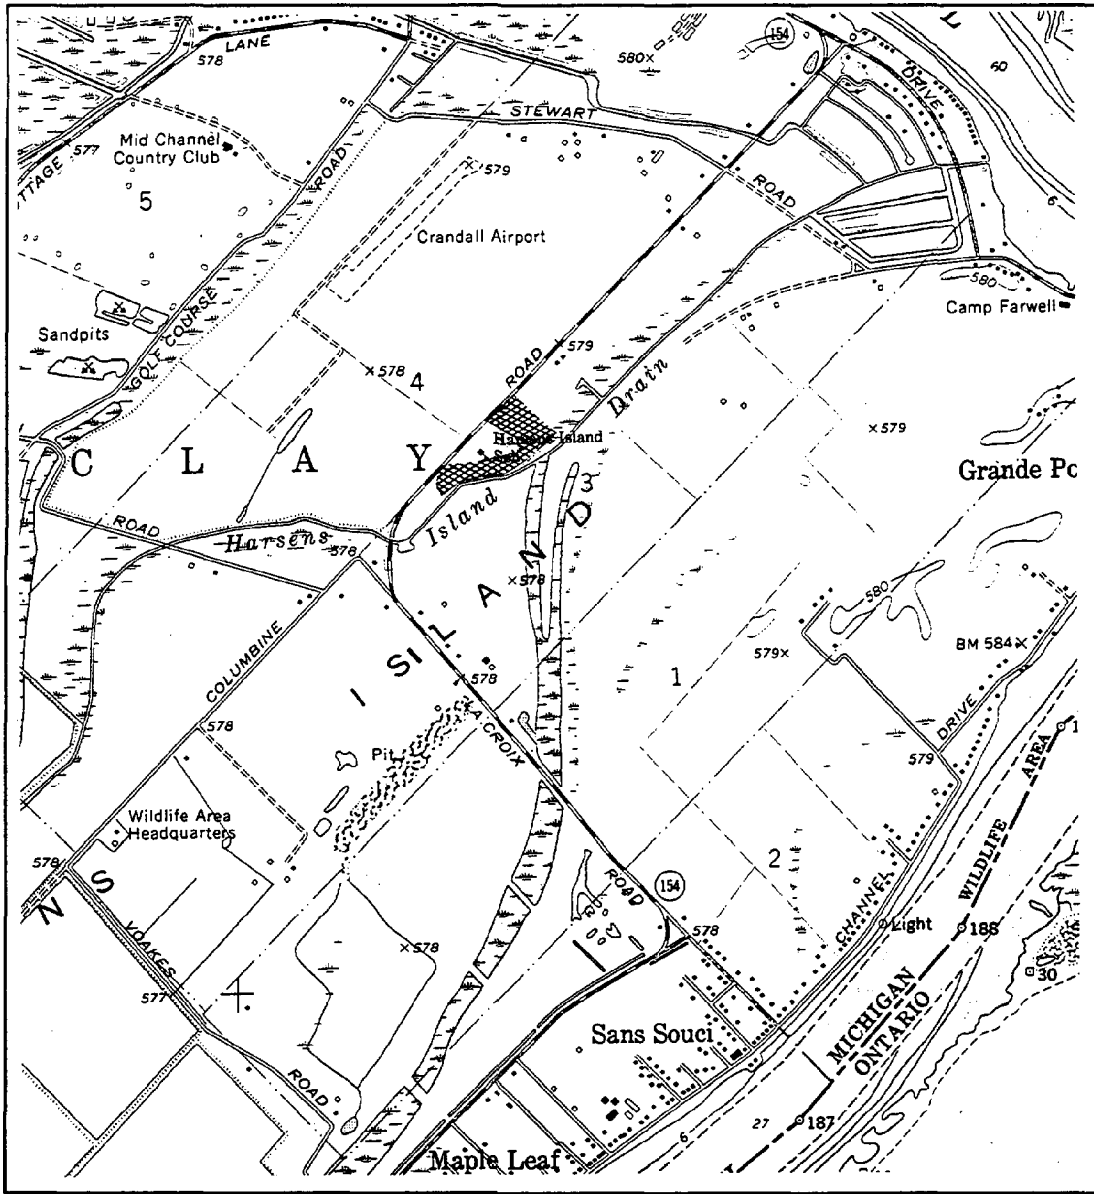 LANE
578
580
154
DRIVE
60
STEWART
577
Mid Channel
Country Club
ROAD
579
ROAD
6
5
Crandall Airport
580
Camp Farwell
Sandpits
GOLF COURSE
578
4
ROAD
579
Drain
579
C L A Y
Harsens Island
3
Grande Po
ROAD
Harsens
Island
578
578
I S L A N D
580
BM 584
579
1
COLUMBINE
578
578
LA CROIX
DRIVE
579
AREA
Pit
Wildlife Area
Headquarters
WILDLIFE
578
2
N S
154
ROAD
578
CHANNEL
Light
188
VOAKES
578
577
30
MICHIGAN
ONTARIO
Sans Souci
ROAD
187
27
6
Maple Leaf